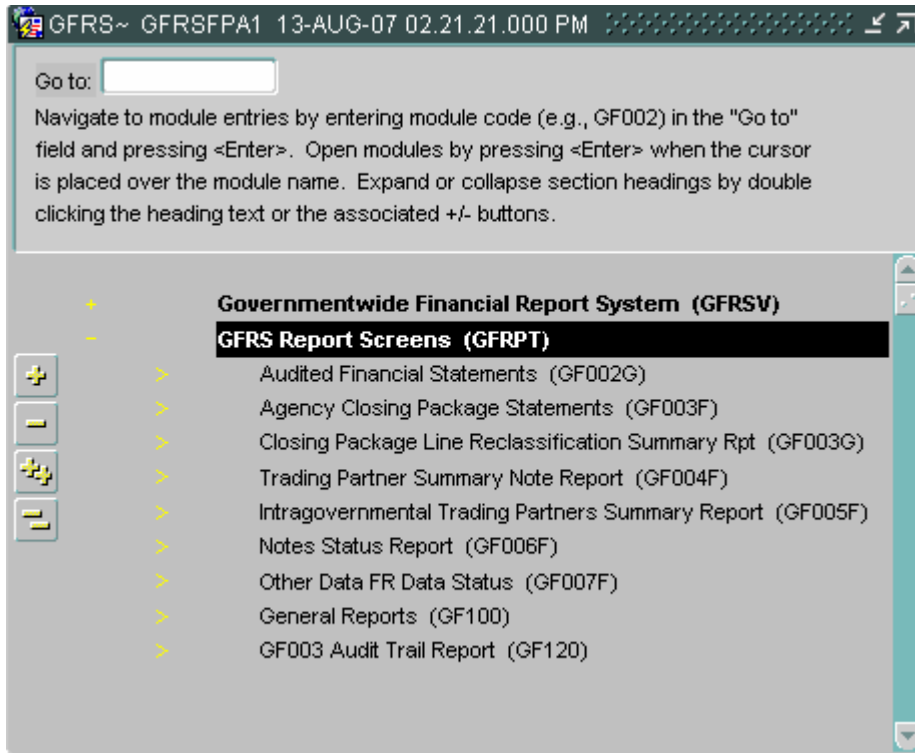 GFRS~ GFRSFPA1 13-AUG-07 02.21.21.000 PM
Go to:
Navigate to module entries by entering module code (e.g., GF002) in the "Go to"
field and pressing <Enter>. Open modules by pressing <Enter> when the cursor
is placed over the module name. Expand or collapse section headings by double
clicking the heading text or the associated +/- buttons.
+ Governmentwide Financial Report System (GFRSV)
- GFRS Report Screens (GFRPT)
> Audited Financial Statements (GF002G)
> Agency Closing Package Statements (GF003F)
> Closing Package Line Reclassification Summary Rpt (GF003G)
> Trading Partner Summary Note Report (GF004F)
> Intragovernmental Trading Partners Summary Report (GF005F)
> Notes Status Report (GF006F)
> Other Data FR Data Status (GF007F)
> General Reports (GF100)
> GF003 Audit Trail Report (GF120)